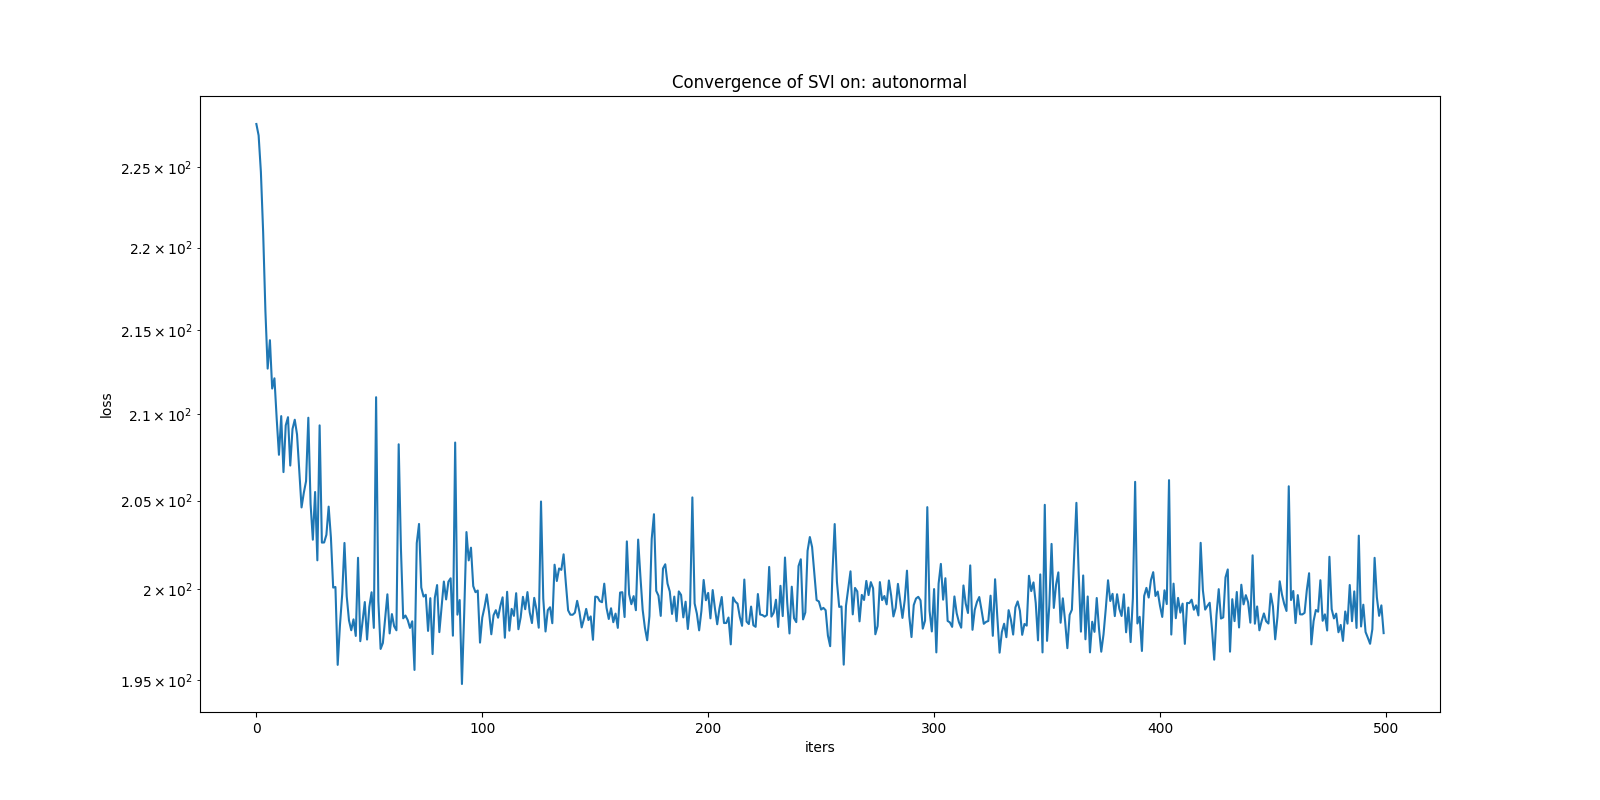 Convergence of SVI on: autonormal
2.25 × 10²
2.2 × 10²
2.15 × 10²
2.1 × 10²
2.05 × 10²
2 × 10²
1.95 × 10²
loss
0 100 200 300 400 500
iters